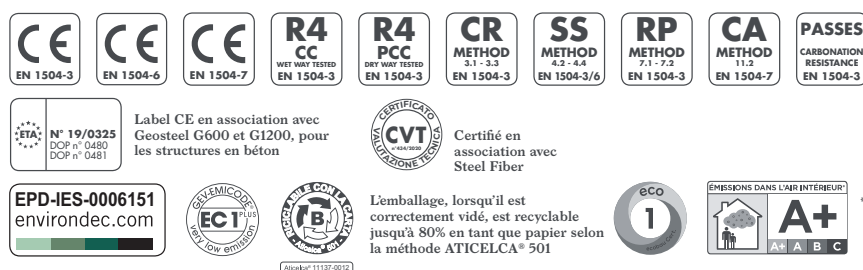 CE
EN 1504-3
CE
EN 1504-6
CE
EN 1504-7
R4
CC
WET WAY TESTED
EN 1504-3
R4
PCC
DRY WAY TESTED
EN 1504-3
CR
METHOD
3.1 - 3.3
EN 1504-3
SS
METHOD
4.2 - 4.4
EN 1504-3/6
RP
METHOD
7.1 - 7.2
EN 1504-3
CA
METHOD
11.2
EN 1504-7
PASSES
CARBONATION
RESISTANCE
EN 1504-3
ETA
N° 19/0325
DOP n° 0480
DOP n° 0481
Label CE en association avec
Geosteel G600 et G1200, pour
les structures en béton
CERTIFICATO
CVT
n°434/2020
VALUTAZIONE TECNICA
Certifié en
association avec
Steel Fiber
EPD-IES-0006151
environdec.com
GEV-EMICODE®
EC 1 PLUS
very low emission
RICICLABILE CON LA CARTA
B
Aticelca® 501
Aticelca® 11137-0012
L'emballage, lorsqu'il est
correctement vidé, est recyclable
jusqu'à 80% en tant que papier selon
la méthode ATICELCA® 501
eco
1
ÉMISSIONS DANS L'AIR INTÉRIEUR*
A+
A+ A B C